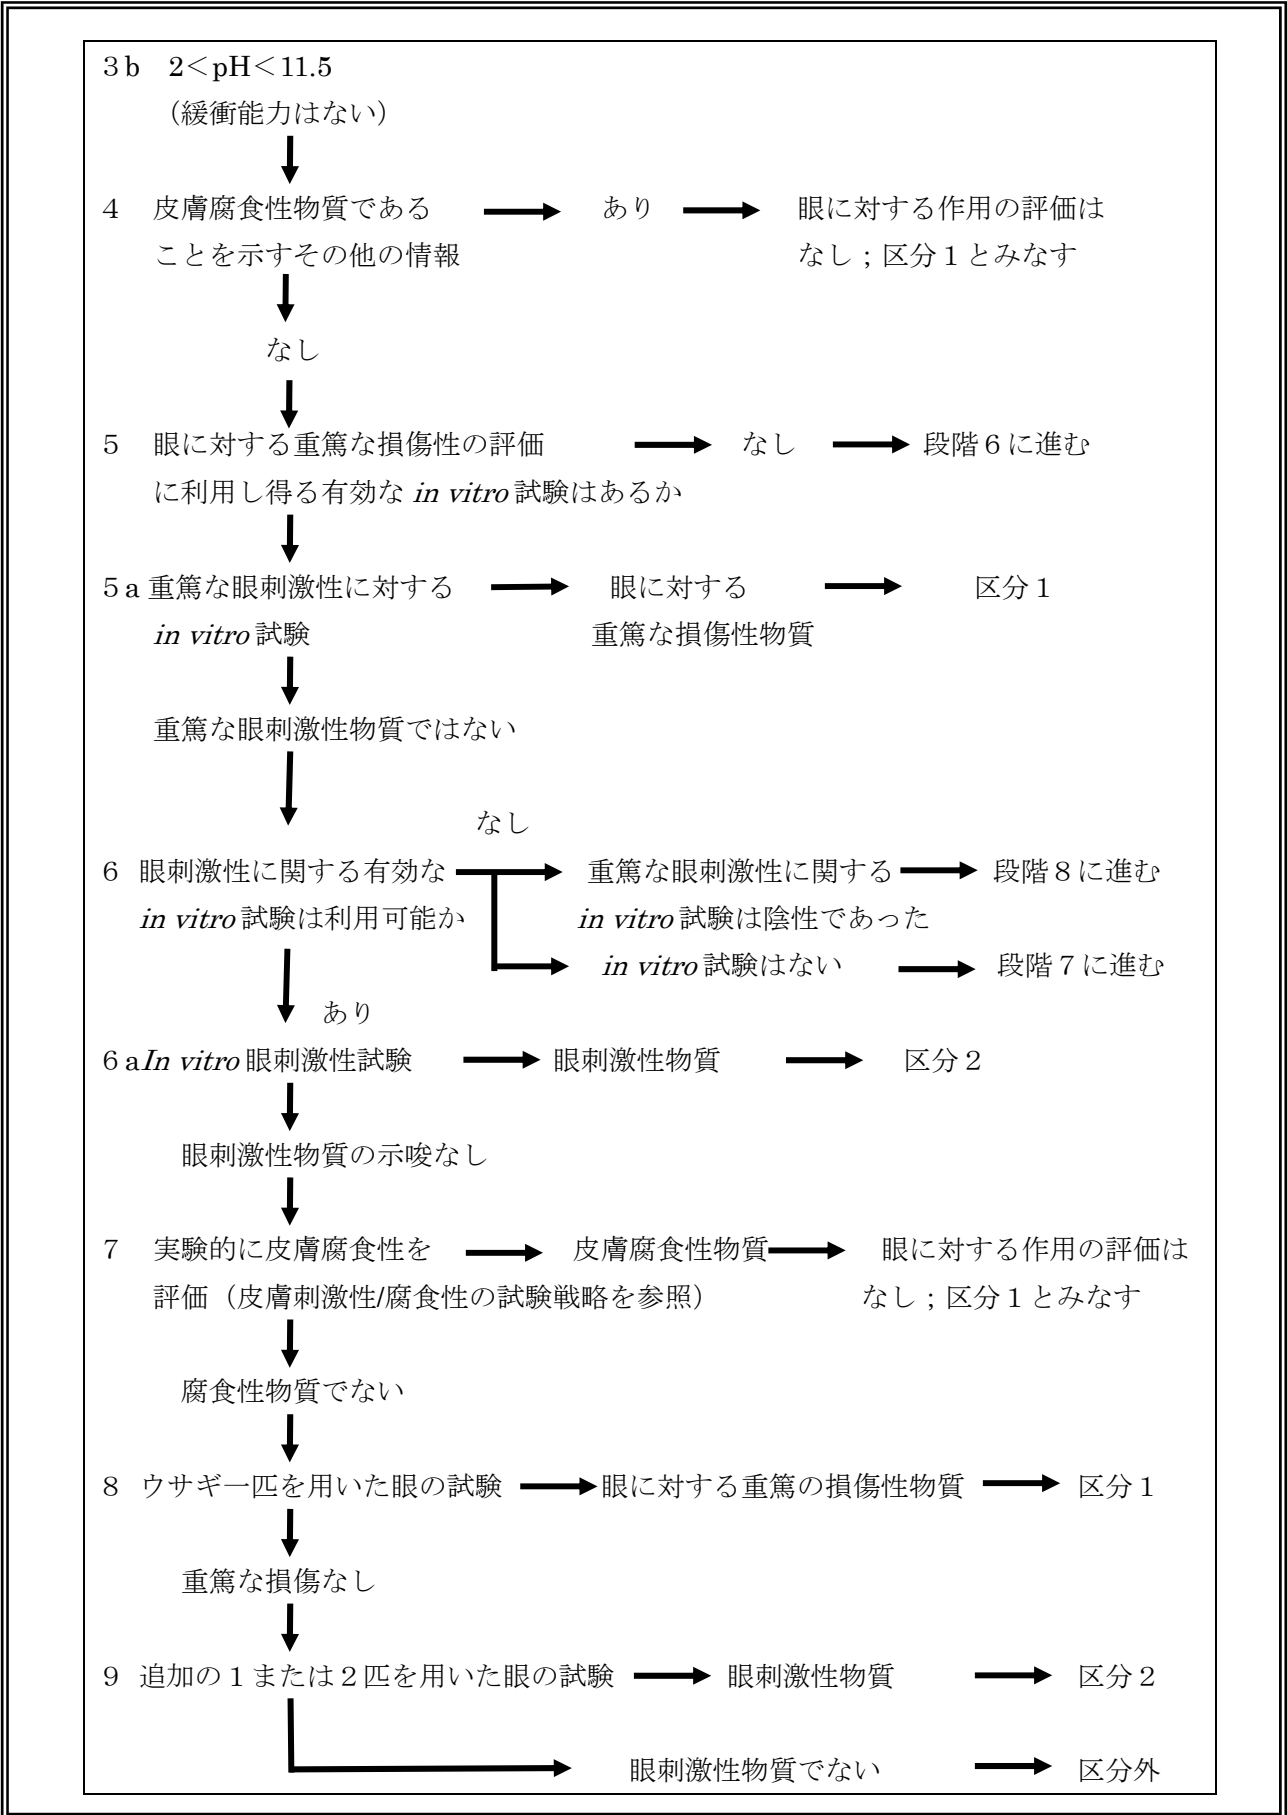 ３b　2＜pH＜11.5
（緩衝能力はない）
４　皮膚腐食性物質である　あり　眼に対する作用の評価は
ことを示すその他の情報　なし；区分１とみなす
なし
５　眼に対する重篤な損傷性の評価　なし　段階６に進む
に利用し得る有効な in vitro 試験はあるか
５a 重篤な眼刺激性に対する　眼に対する　区分１
in vitro 試験　重篤な損傷性物質
重篤な眼刺激性物質ではない
なし
６ 眼刺激性に関する有効な　重篤な眼刺激性に関する　段階８に進む
in vitro 試験は利用可能か　in vitro 試験は陰性であった
in vitro 試験はない　段階７に進む
あり
６aIn vitro 眼刺激性試験　眼刺激性物質　区分２
眼刺激性物質の示唆なし
７　実験的に皮膚腐食性を　皮膚腐食性物質　眼に対する作用の評価は
評価（皮膚刺激性/腐食性の試験戦略を参照）　なし；区分１とみなす
腐食性物質でない
８ ウサギ一匹を用いた眼の試験　眼に対する重篤の損傷性物質　区分１
重篤な損傷なし
９ 追加の１または２匹を用いた眼の試験　眼刺激性物質　区分２
眼刺激性物質でない　区分外